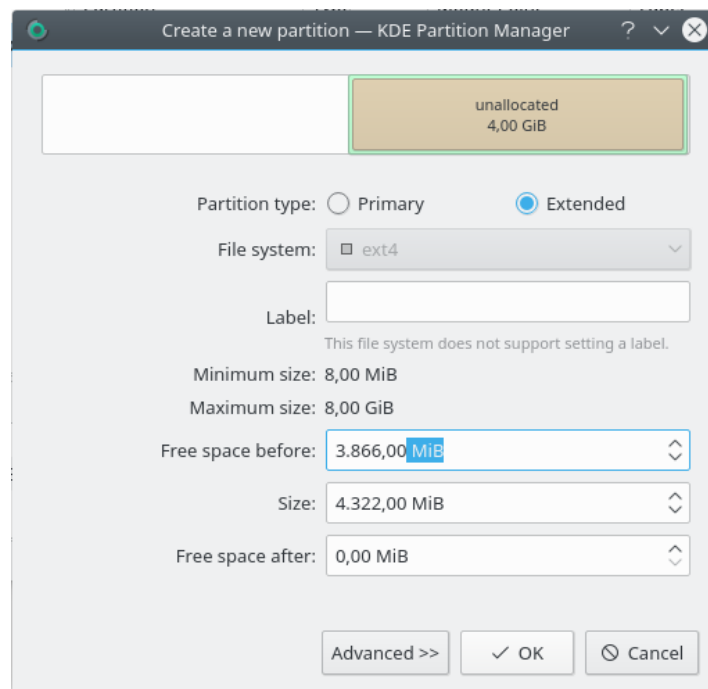 Create a new partition — KDE Partition Manager ?
unallocated
4,00 GiB
Partition type: Primary Extended
File system: ext4
Label:
This file system does not support setting a label.
Minimum size: 8,00 MiB
Maximum size: 8,00 GiB
Free space before: 3.866,00 MiB
Size: 4.322,00 MiB
Free space after: 0,00 MiB
Advanced >> OK Cancel